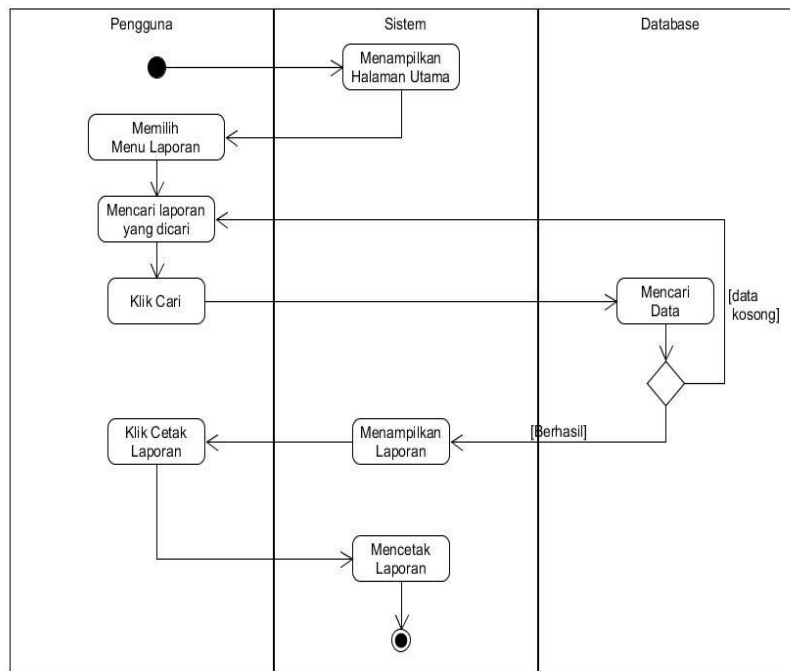 Pengguna
Sistem
Database
Menampilkan
Halaman Utama
Memilih
Menu Laporan
Mencari laporan
yang dicari
Klik Cari
Mencari
Data
[data
kosong]
Klik Cetak
Laporan
Menampilkan
Laporan
[Berhasil]
Mencetak
Laporan